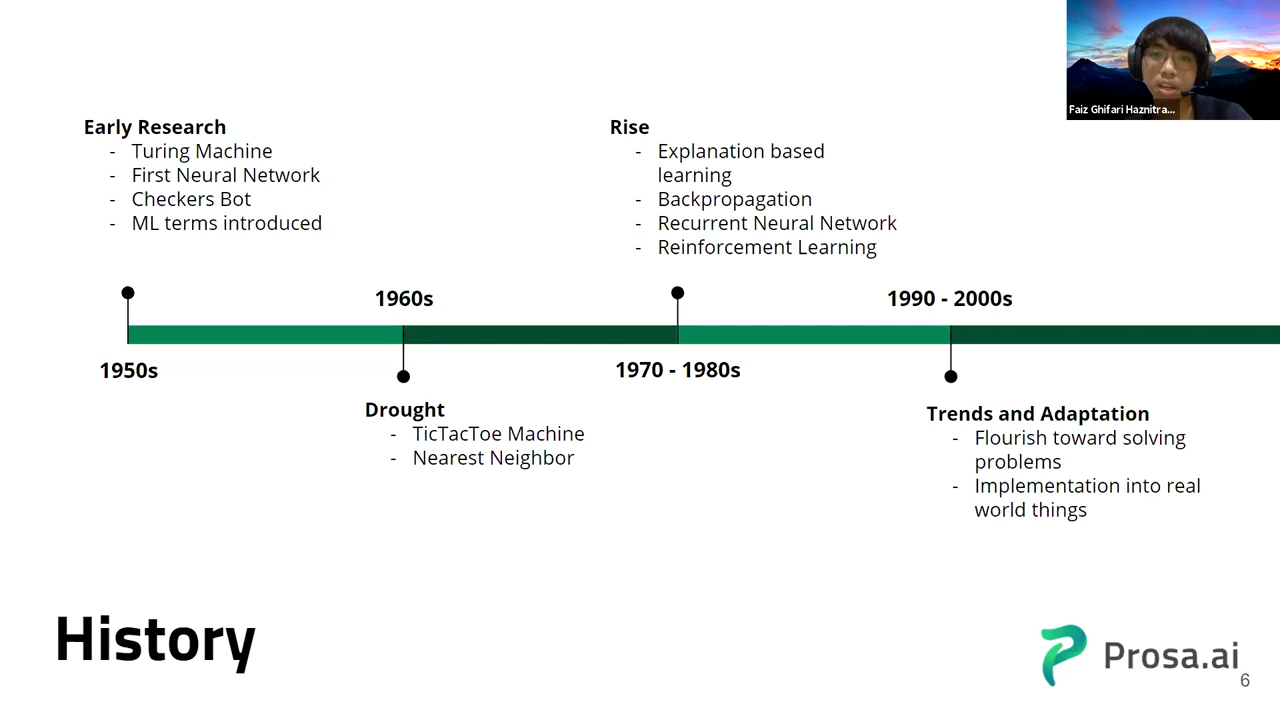 Faiz Ghifari Haznitra...
Early Research
- Turing Machine
- First Neural Network
- Checkers Bot
- ML terms introduced
Rise
- Explanation based
learning
- Backpropagation
- Recurrent Neural Network
- Reinforcement Learning
1960s
1990 - 2000s
1950s
1970 - 1980s
Drought
- TicTacToe Machine
- Nearest Neighbor
Trends and Adaptation
- Flourish toward solving
problems
- Implementation into real
world things
History
Prosa.ai
6